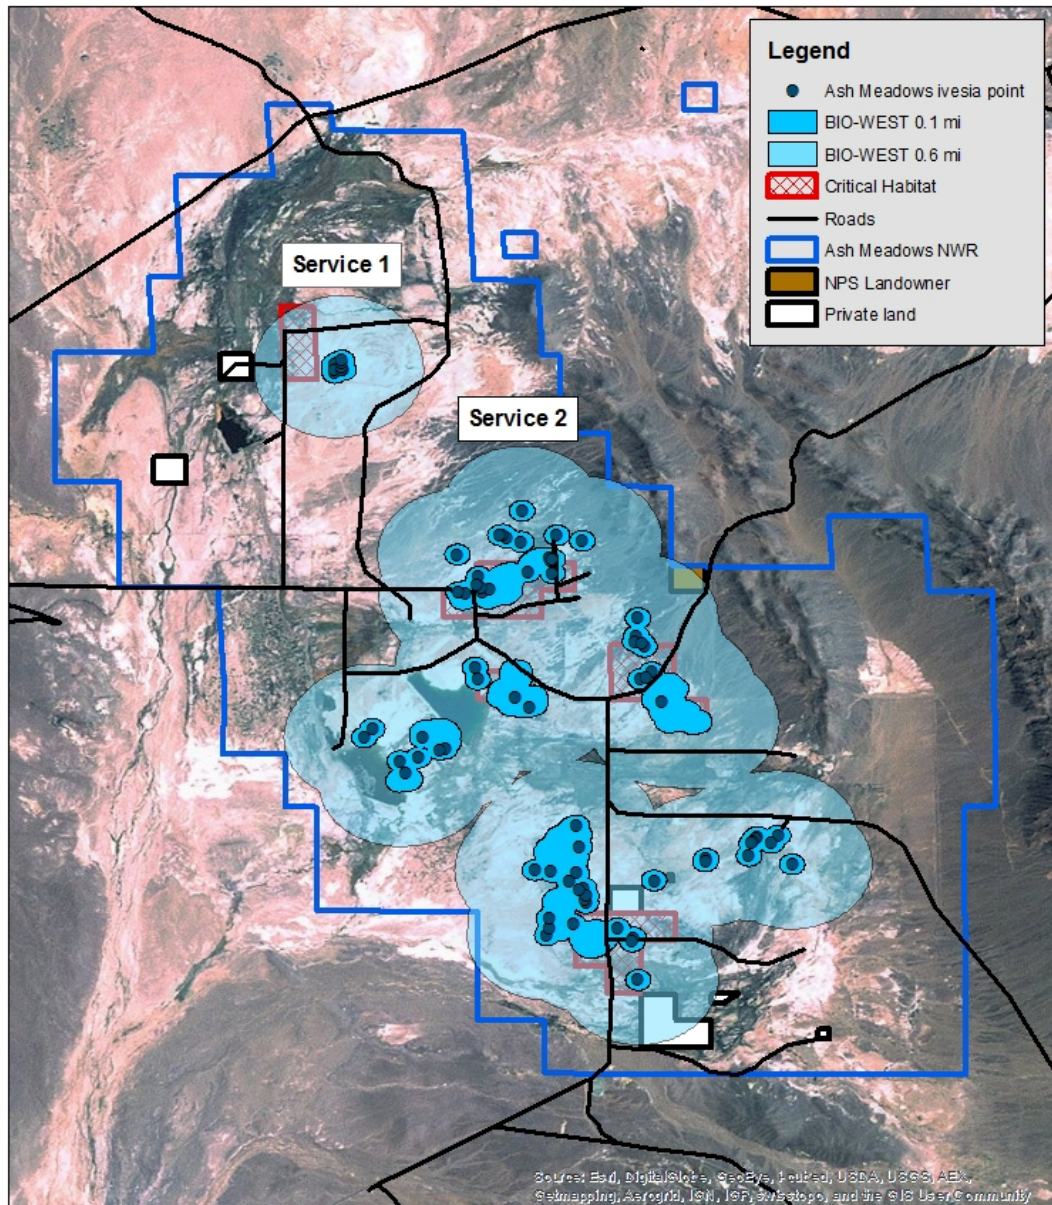 Legend
Ash Meadows ivesia point
BIO-WEST 0.1 mi
BIO-WEST 0.6 mi
Critical Habitat
Roads
Ash Meadows NWR
NPS Landowner
Private land
Service 1
Service 2
Source: Esri, DigitalGlobe, GeoEye, i-cubed, USDA, USGS, AEX,
Getmapping, Aerogrid, IGN, IGP, swisstopo, and the GIS User Community